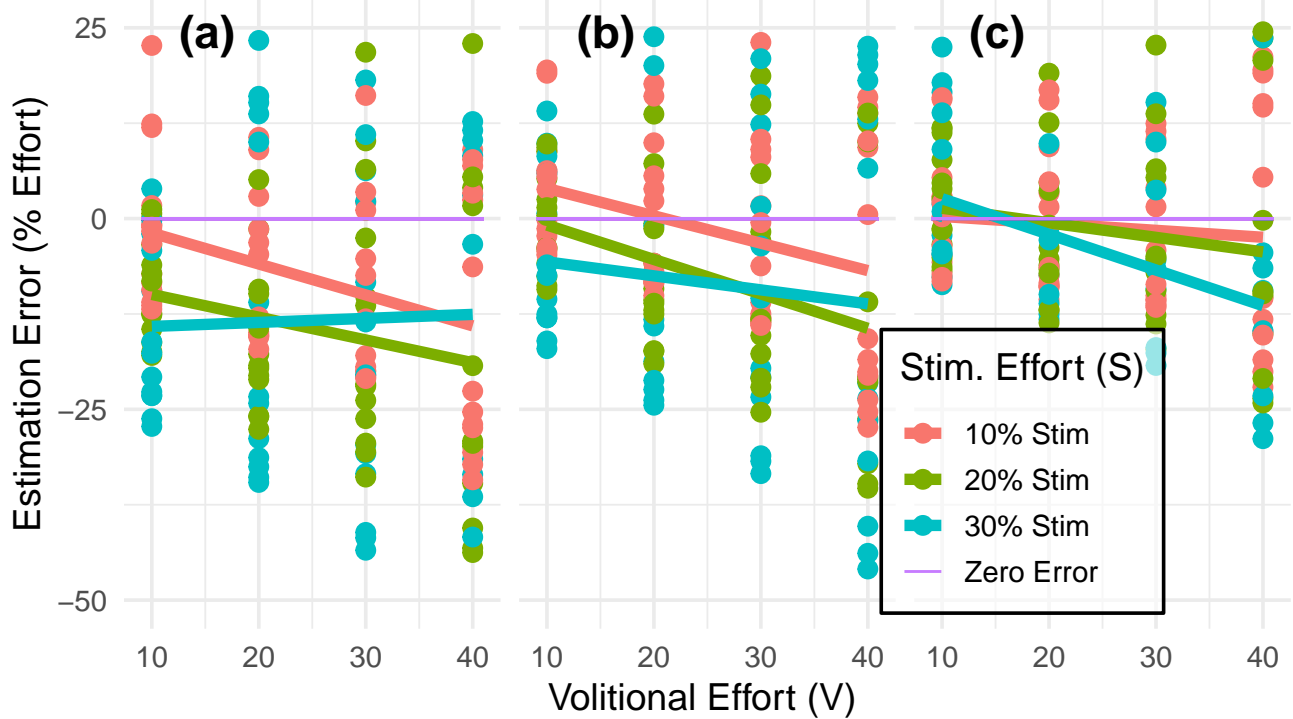 (a) (b) (c)
25
0
−25
−50
Estimation Error (% Effort)
10 20 30 40 10 20 30 40 10 20 30 40
Volitional Effort (V)
Stim. Effort (S)
10% Stim
20% Stim
30% Stim
Zero Error